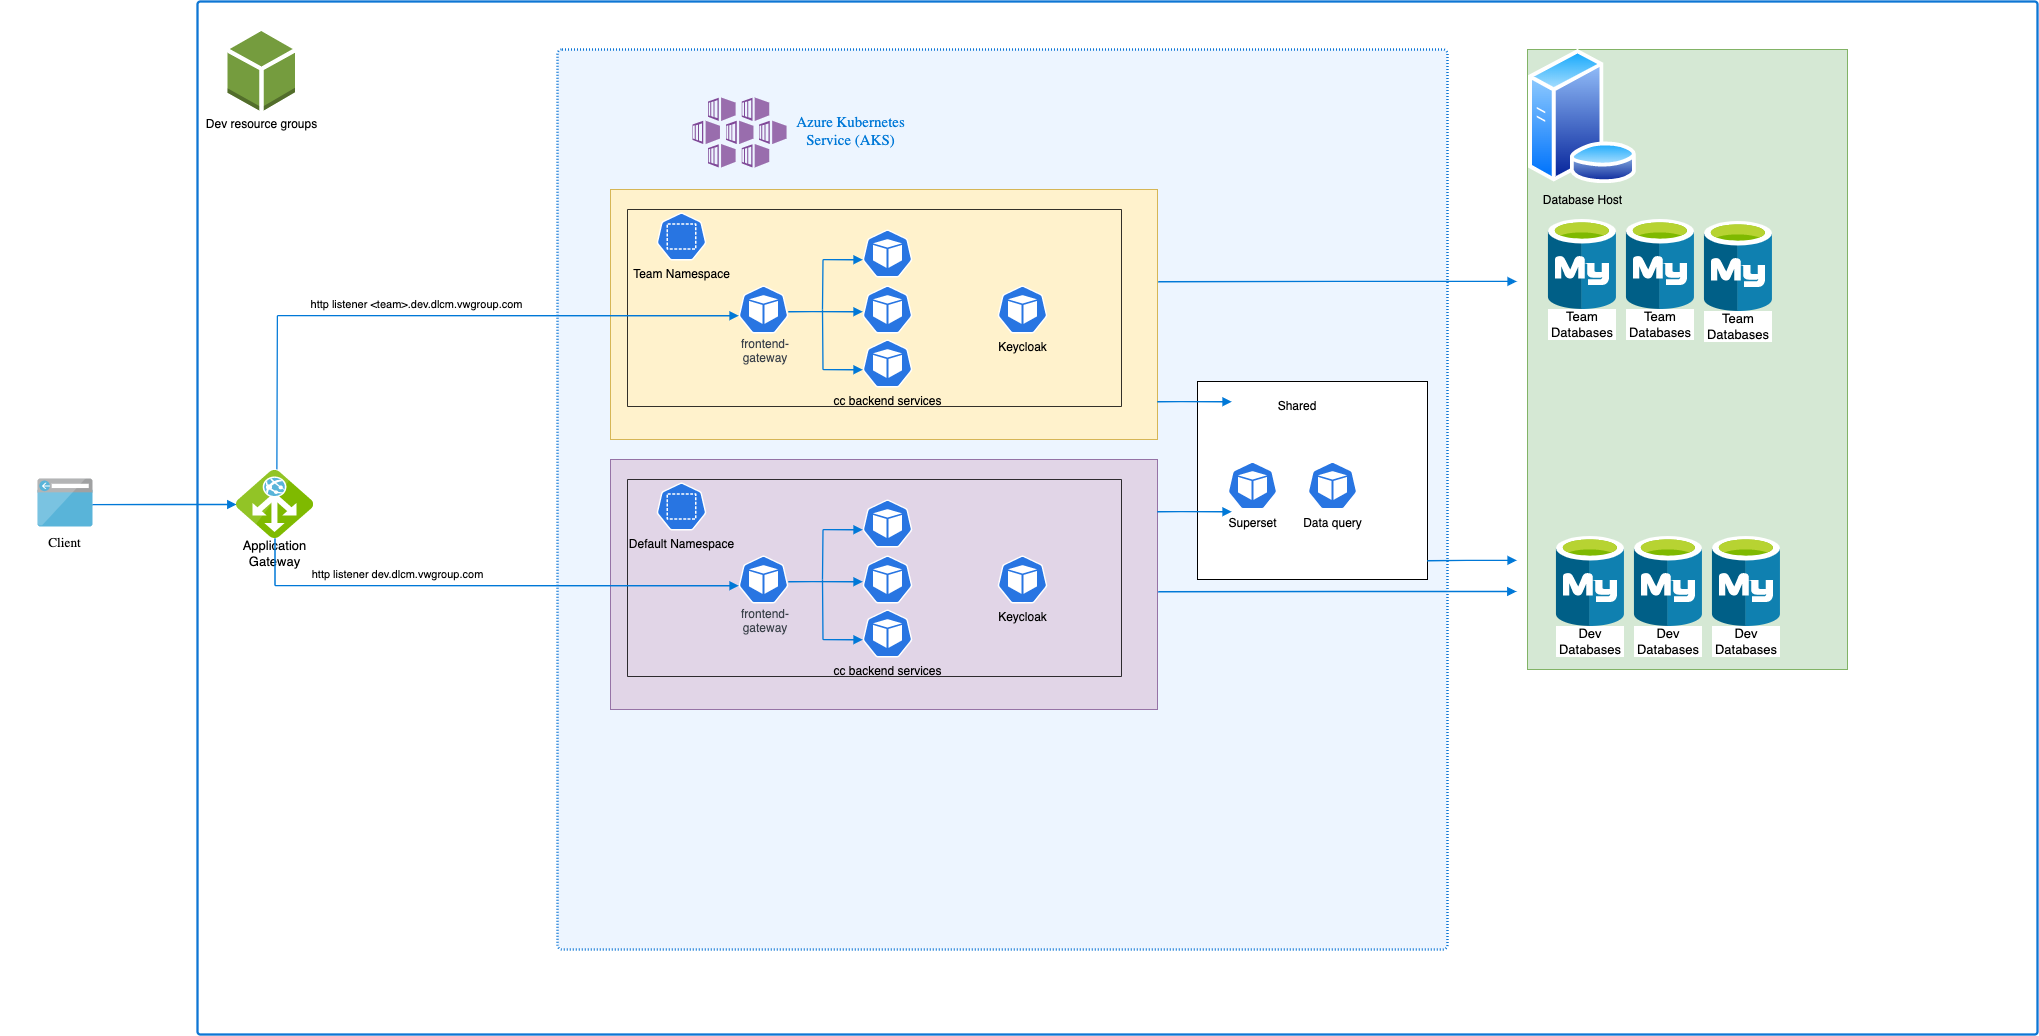 Dev resource groups
Azure Kubernetes
Service (AKS)
Database Host
Team Namespace
http listener <team>.dev.dlcm.vwgroup.com
frontend-
gateway
Keycloak
cc backend services
My
My
My
Team
Databases
Team
Databases
Team
Databases
Shared
Superset
Data query
Client
Application
Gateway
Default Namespace
http listener dev.dlcm.vwgroup.com
frontend-
gateway
Keycloak
cc backend services
My
My
My
Dev
Databases
Dev
Databases
Dev
Databases